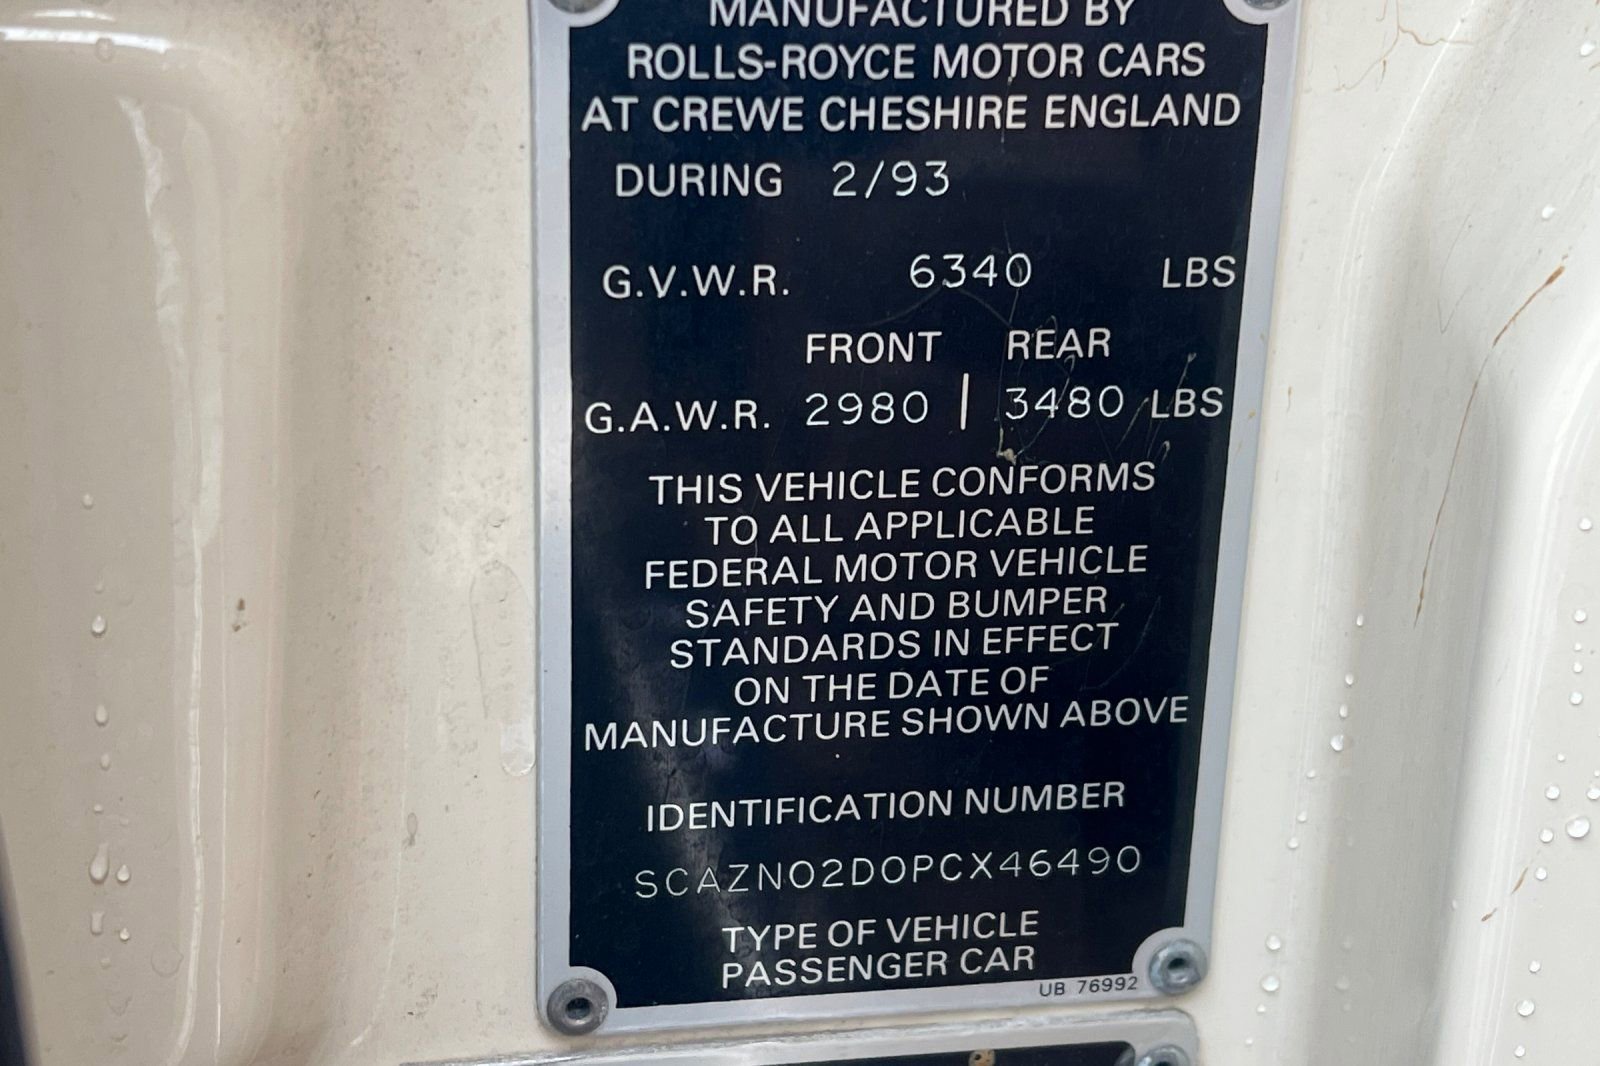 MANUFACTURED BY
ROLLS-ROYCE MOTOR CARS
AT CREWE CHESHIRE ENGLAND
DURING 2/93
G.V.W.R. 6340 LBS
FRONT REAR
G.A.W.R. 2980 | 3480 LBS
THIS VEHICLE CONFORMS
TO ALL APPLICABLE
FEDERAL MOTOR VEHICLE
SAFETY AND BUMPER
STANDARDS IN EFFECT
ON THE DATE OF
MANUFACTURE SHOWN ABOVE
IDENTIFICATION NUMBER
SCAZN02D0PCX46490
TYPE OF VEHICLE
PASSENGER CAR
UB 76992